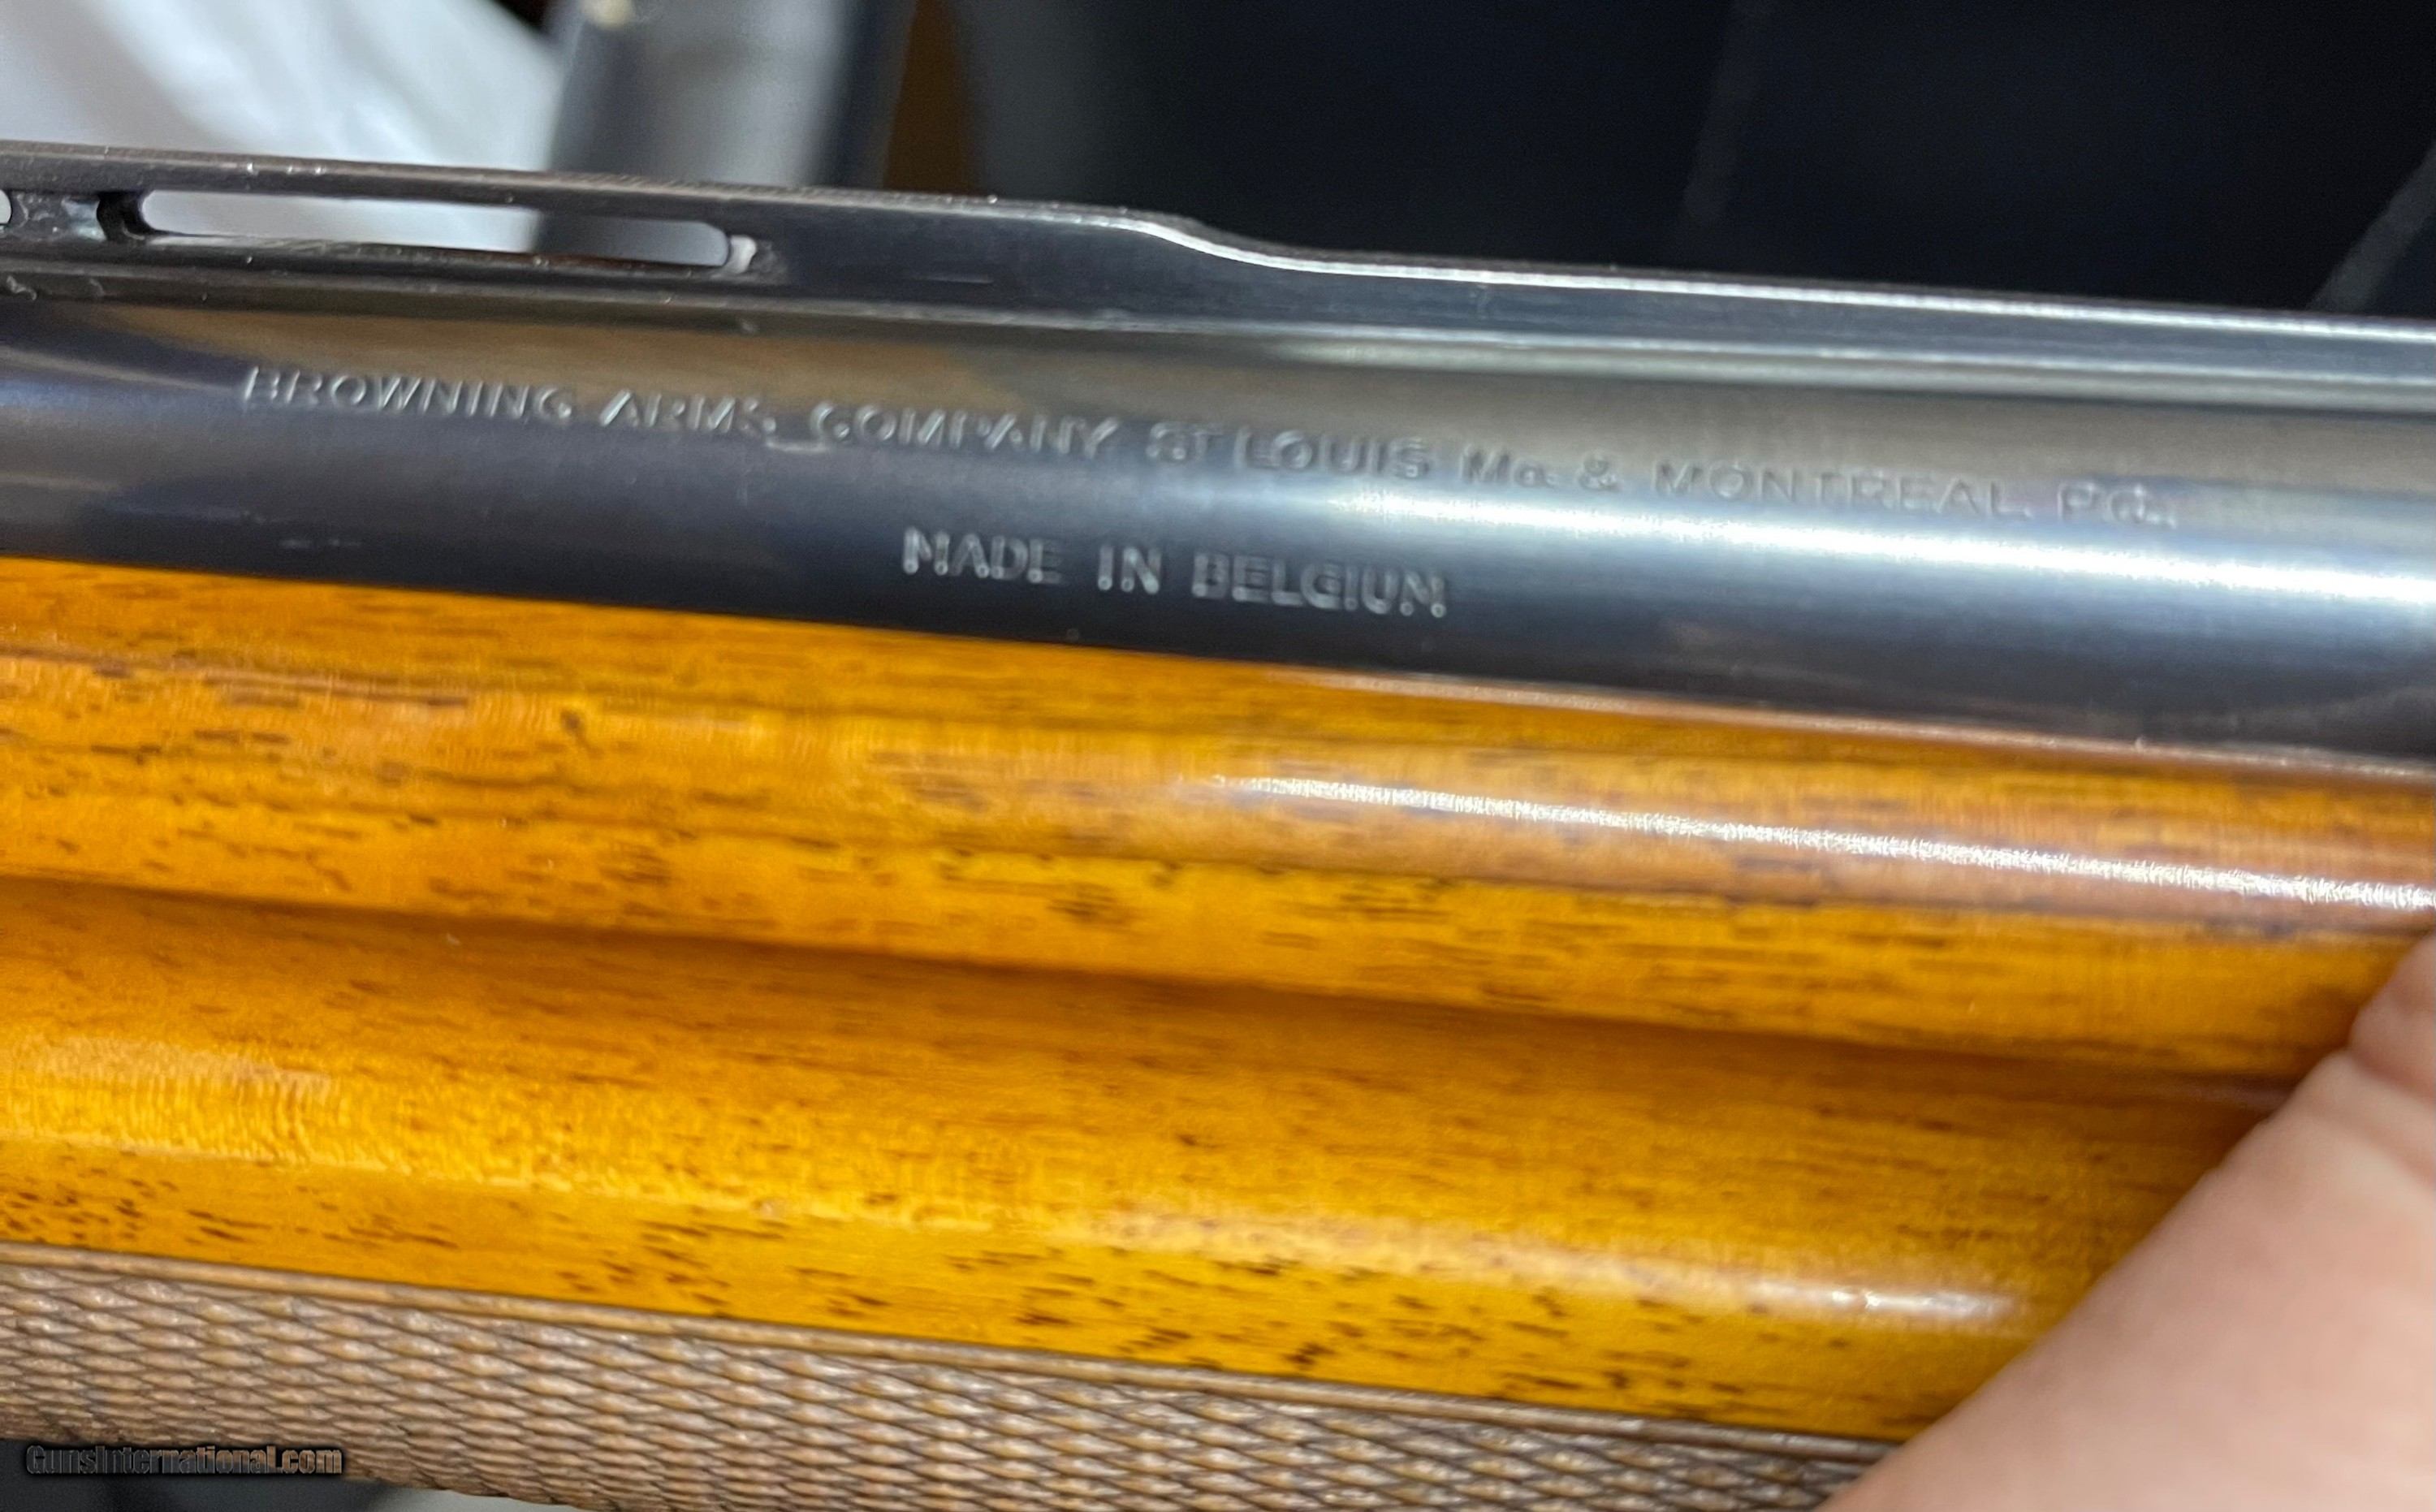 BROWNING ARMS COMPANY ST LOUIS Mo. & MONTREAL P.Q.
MADE IN BELGIUM
GunsInternational.com